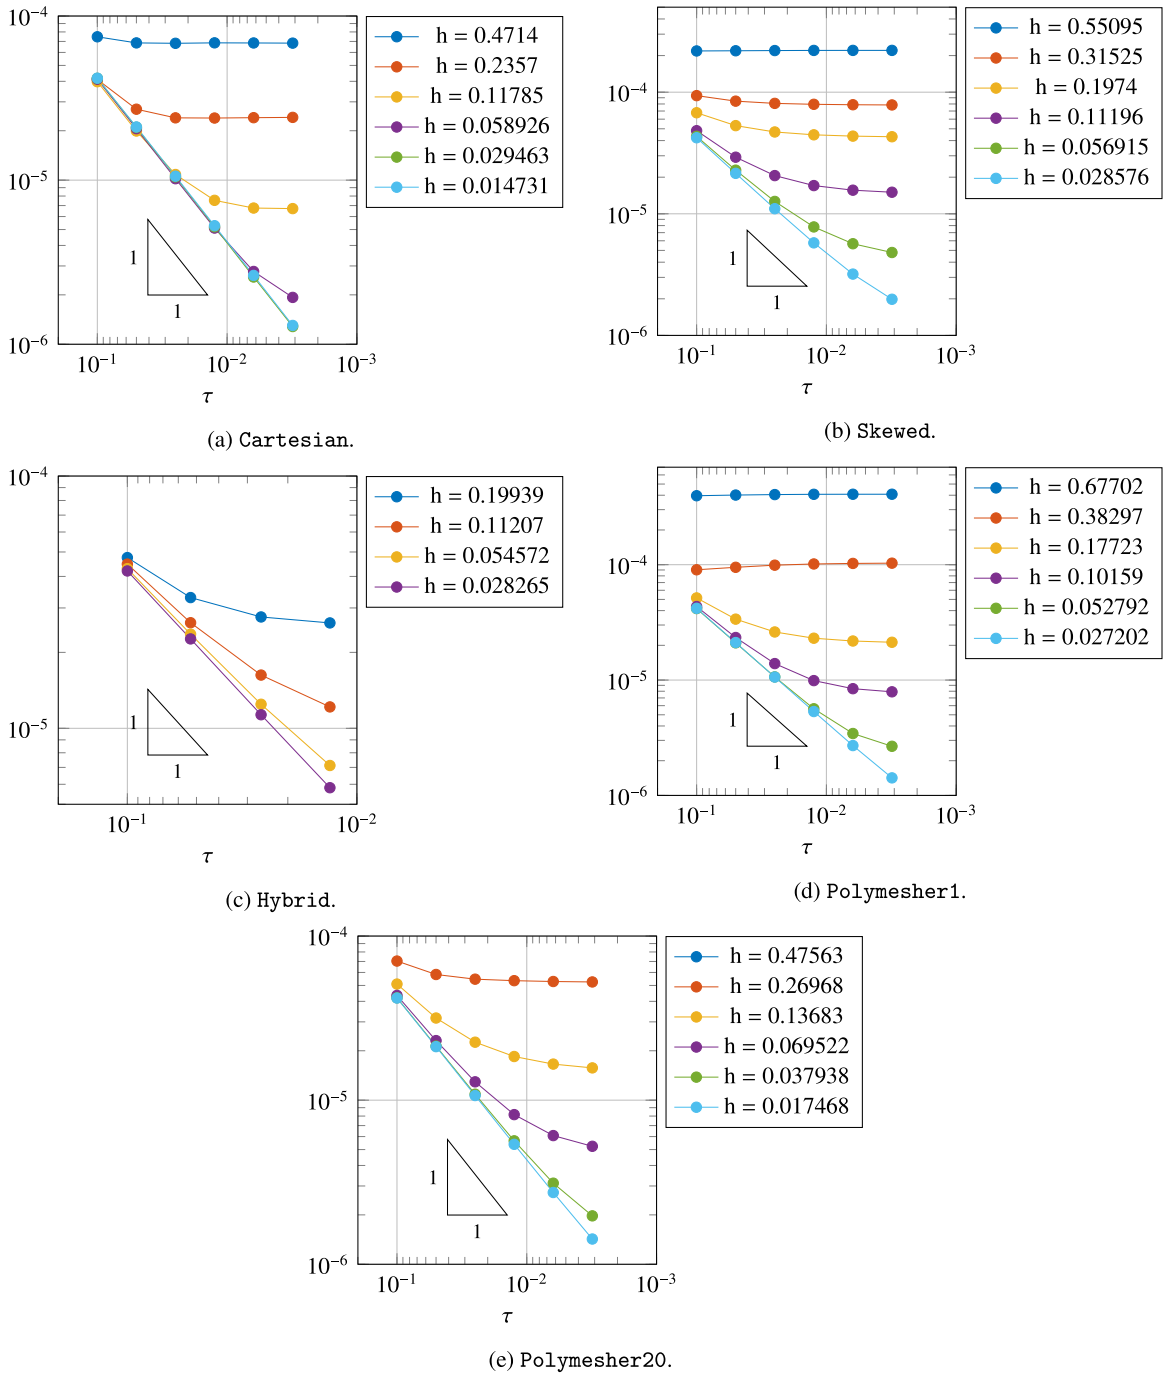 10⁻⁴
10⁻⁵
10⁻⁶
10⁻¹ 10⁻² 10⁻³
τ
1
1
h = 0.4714
h = 0.2357
h = 0.11785
h = 0.058926
h = 0.029463
h = 0.014731
(a) Cartesian.
10⁻⁴
10⁻⁵
10⁻⁶
10⁻¹ 10⁻² 10⁻³
τ
1
1
h = 0.55095
h = 0.31525
h = 0.1974
h = 0.11196
h = 0.056915
h = 0.028576
(b) Skewed.
10⁻⁴
10⁻⁵
10⁻¹ 10⁻²
τ
1
1
h = 0.19939
h = 0.11207
h = 0.054572
h = 0.028265
(c) Hybrid.
10⁻⁴
10⁻⁵
10⁻⁶
10⁻¹ 10⁻² 10⁻³
τ
1
1
h = 0.67702
h = 0.38297
h = 0.17723
h = 0.10159
h = 0.052792
h = 0.027202
(d) Polymesher1.
10⁻⁴
10⁻⁵
10⁻⁶
10⁻¹ 10⁻² 10⁻³
τ
1
1
h = 0.47563
h = 0.26968
h = 0.13683
h = 0.069522
h = 0.037938
h = 0.017468
(e) Polymesher20.